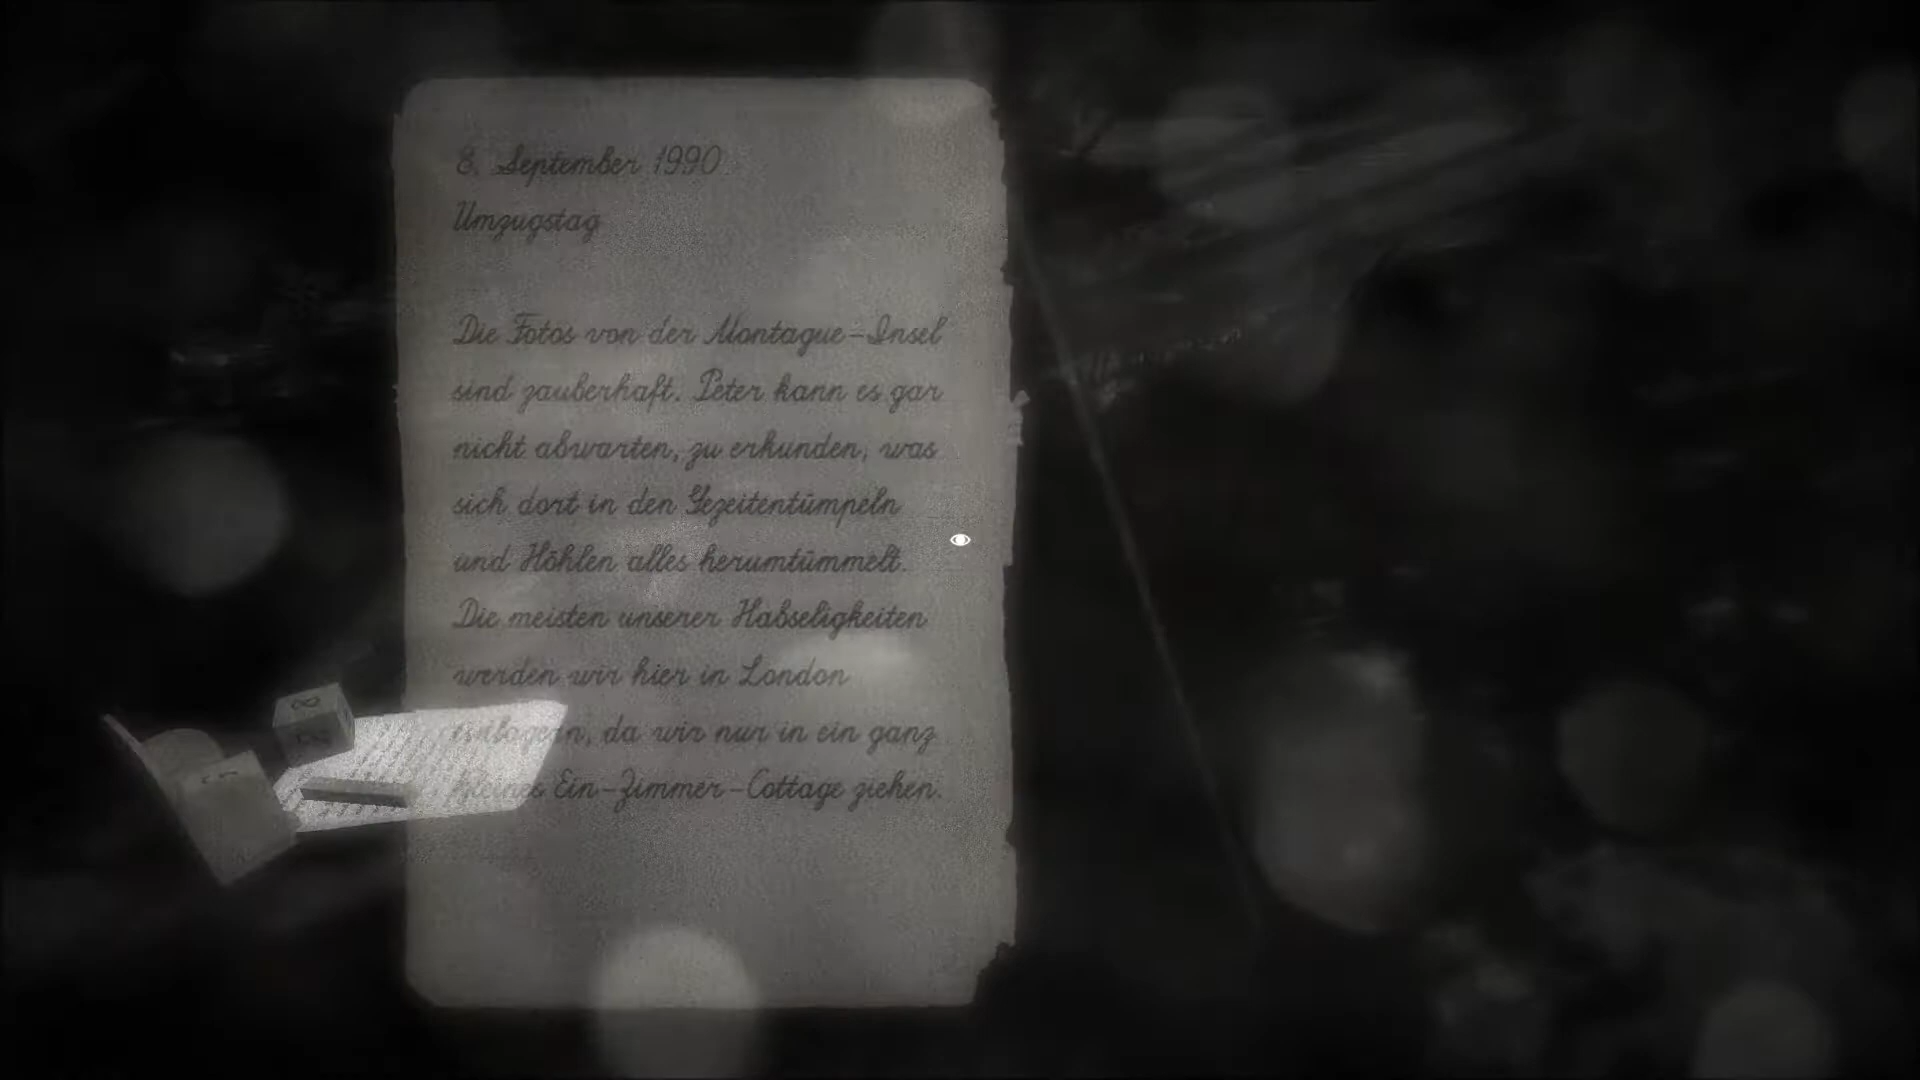 8. September 1990
Umzugstag
Die Fotos von der Montague-Insel
sind zauberhaft. Peter kann es gar
nicht abwarten, zu erkunden, was
sich dort in den Gezeitentümpeln
und Höhlen alles herumtümmelt.
Die meisten unserer Habseligkeiten
werden wir hier in London
einlagern, da wir nur in ein ganz
kleines Ein-Zimmer-Cottage ziehen.